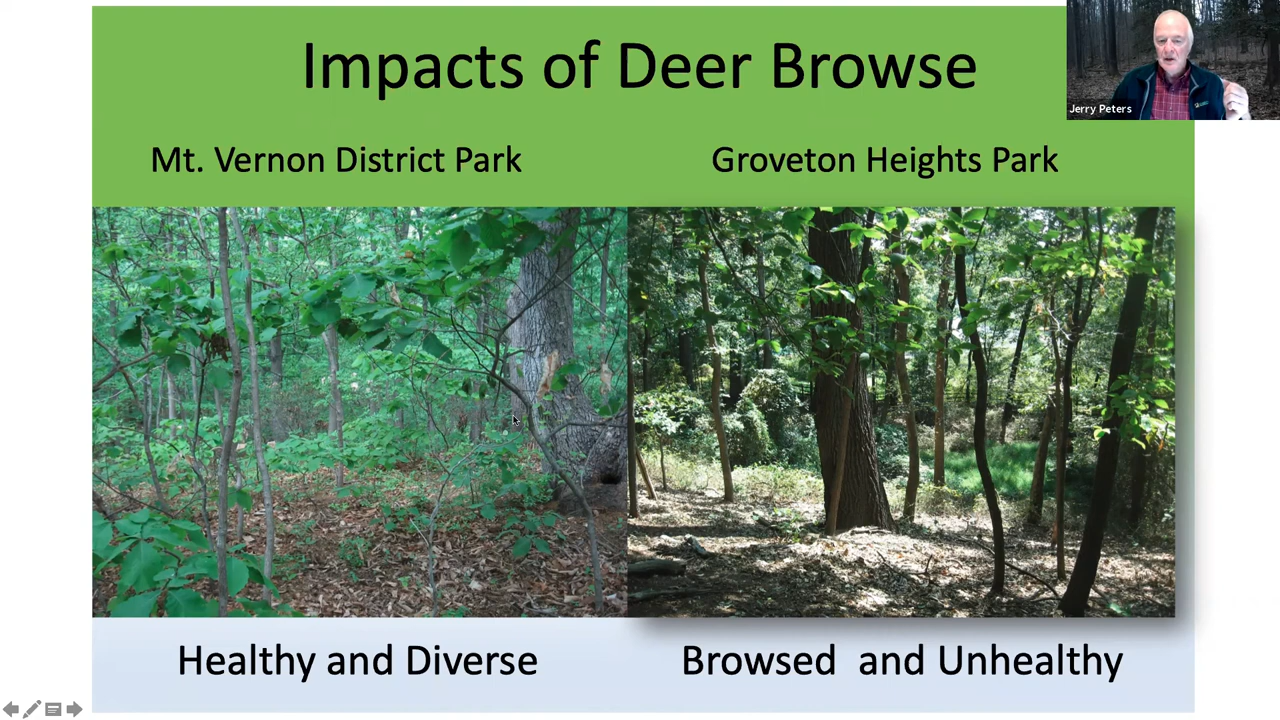 Impacts of Deer Browse
Jerry Peters
Mt. Vernon District Park
Groveton Heights Park
Healthy and Diverse
Browsed and Unhealthy